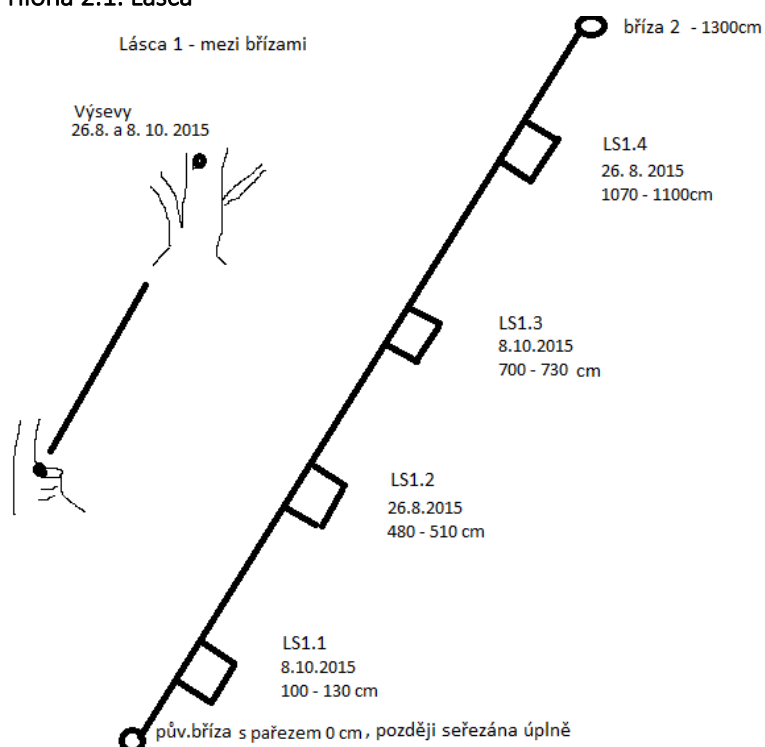 Lásca 1 - mezi břízami
Výsevy
26.8. a 8. 10. 2015
bříza 2 - 1300cm
LS1.4
26. 8. 2015
1070 - 1100cm
LS1.3
8.10.2015
700 - 730 cm
LS1.2
26.8.2015
480 - 510 cm
LS1.1
8.10.2015
100 - 130 cm
pův.bříza s pařezem 0 cm , později seřezána úplně